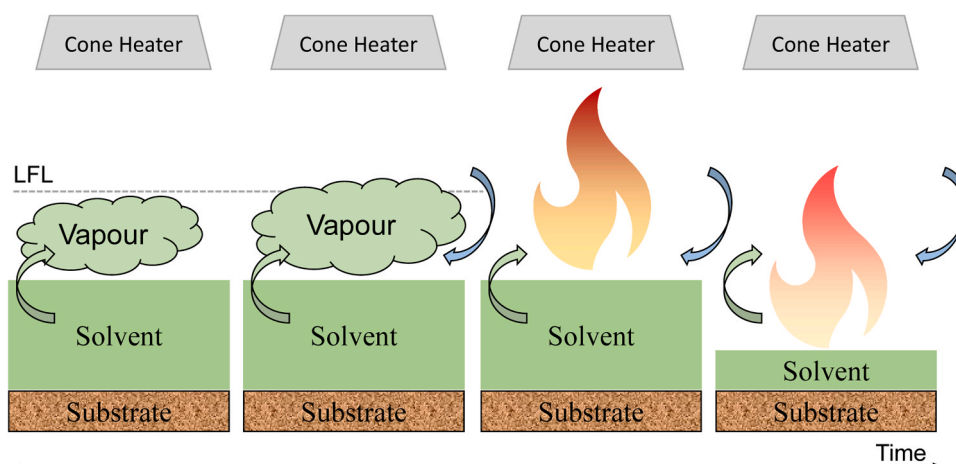 Cone Heater
Cone Heater
Cone Heater
Cone Heater
LFL
Vapour
Vapour
Solvent
Solvent
Solvent
Solvent
Substrate
Substrate
Substrate
Substrate
Time